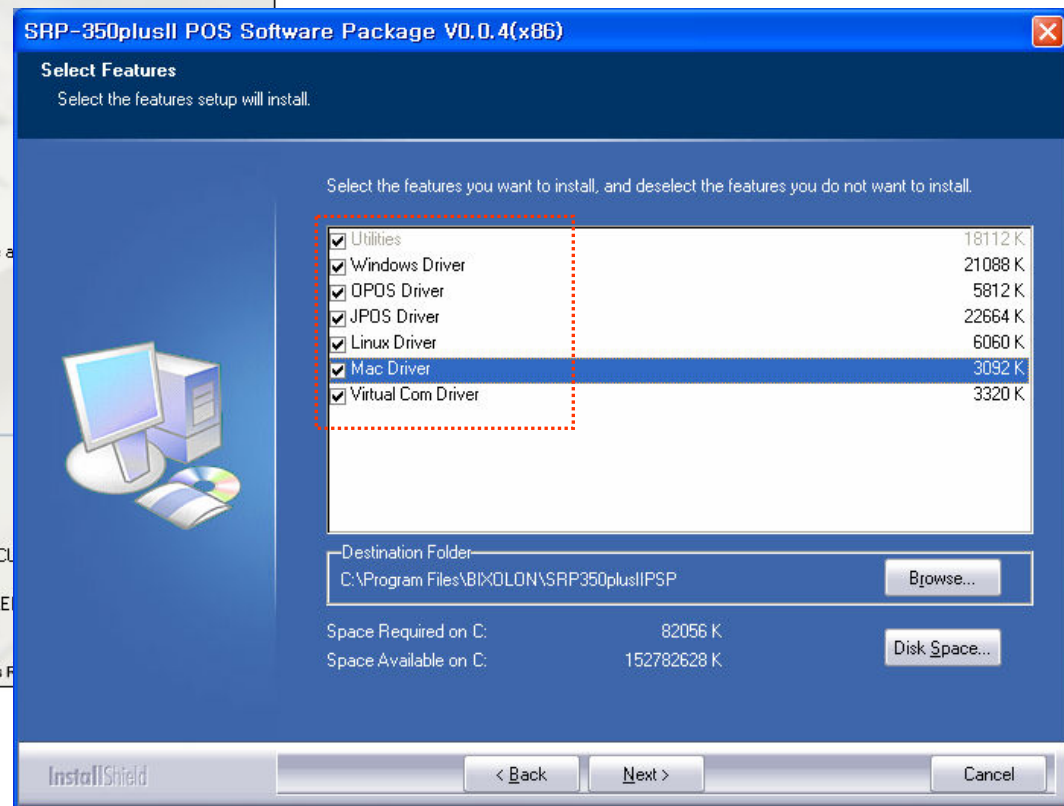 SRP-350plusII POS Software Package V0.0.4(x86)
Select Features
Select the features setup will install.
Select the features you want to install, and deselect the features you do not want to install.
Utilities 18112 K
Windows Driver 21088 K
OPOS Driver 5812 K
JPOS Driver 22664 K
Linux Driver 6060 K
Mac Driver 3092 K
Virtual Com Driver 3320 K
Destination Folder
C:\Program Files\BIXOLON\SRP350plusIIPSP
Browse...
Space Required on C: 82056 K
Space Available on C: 152782628 K
Disk Space...
InstallShield
< Back
Next >
Cancel